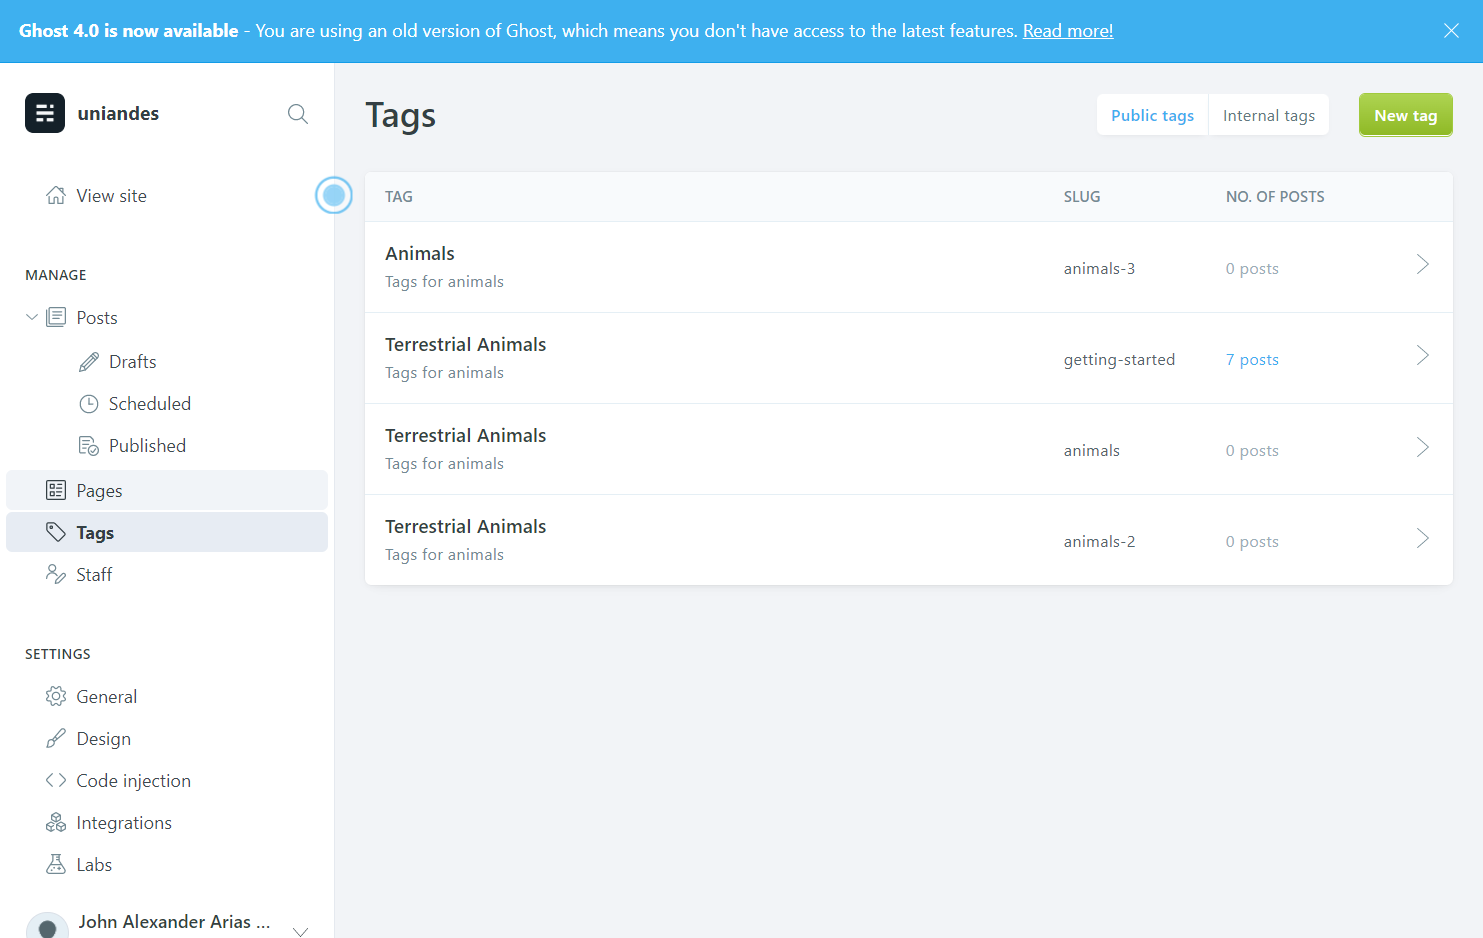 Ghost 4.0 is now available - You are using an old version of Ghost, which means you don't have access to the latest features. Read more!
uniandes
View site
MANAGE
Posts
Drafts
Scheduled
Published
Pages
Tags
Staff
SETTINGS
General
Design
Code injection
Integrations
Labs
John Alexander Arias ...
Tags
Public tags Internal tags New tag
TAG SLUG NO. OF POSTS
Animals
Tags for animals
animals-3 0 posts
Terrestrial Animals
Tags for animals
getting-started 7 posts
Terrestrial Animals
Tags for animals
animals 0 posts
Terrestrial Animals
Tags for animals
animals-2 0 posts